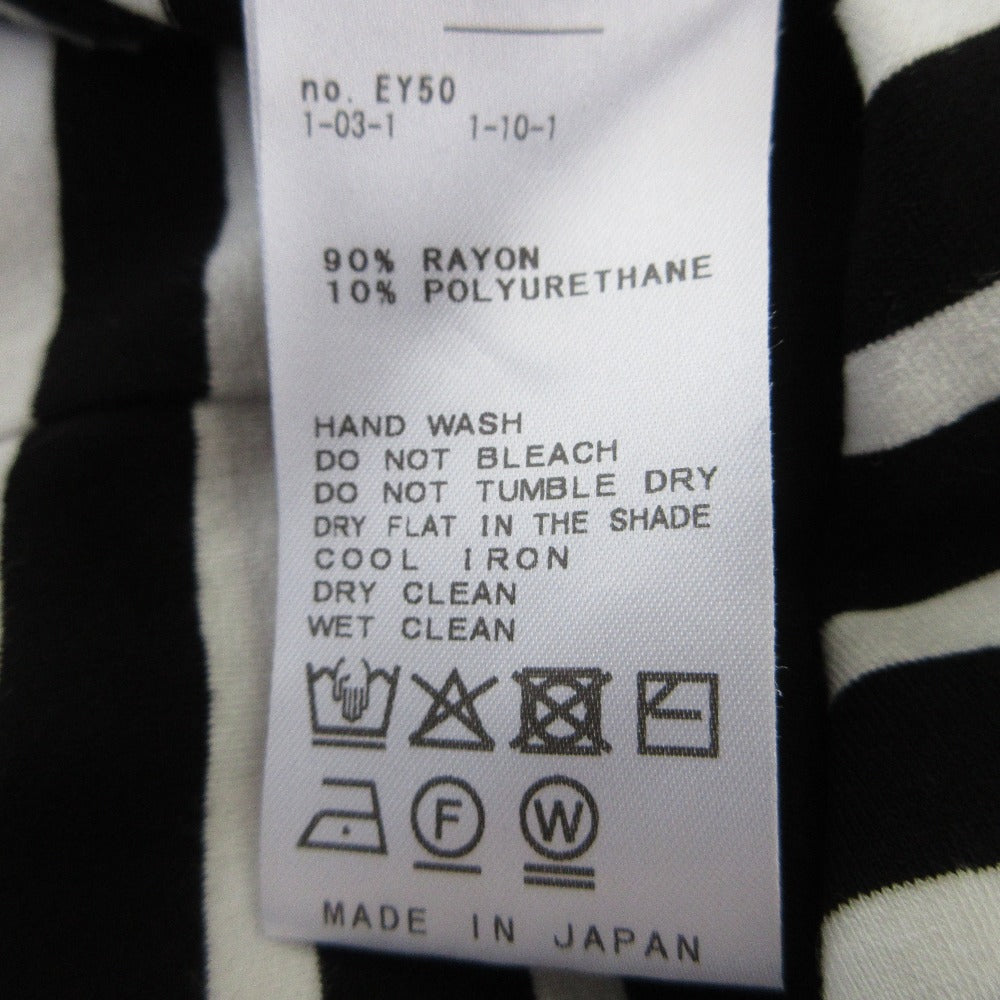 no. EY50
1-03-1 1-10-1
90% RAYON
10% POLYURETHANE
HAND WASH
DO NOT BLEACH
DO NOT TUMBLE DRY
DRY FLAT IN THE SHADE
COOL IRON
DRY CLEAN
WET CLEAN
F W
MADE IN JAPAN